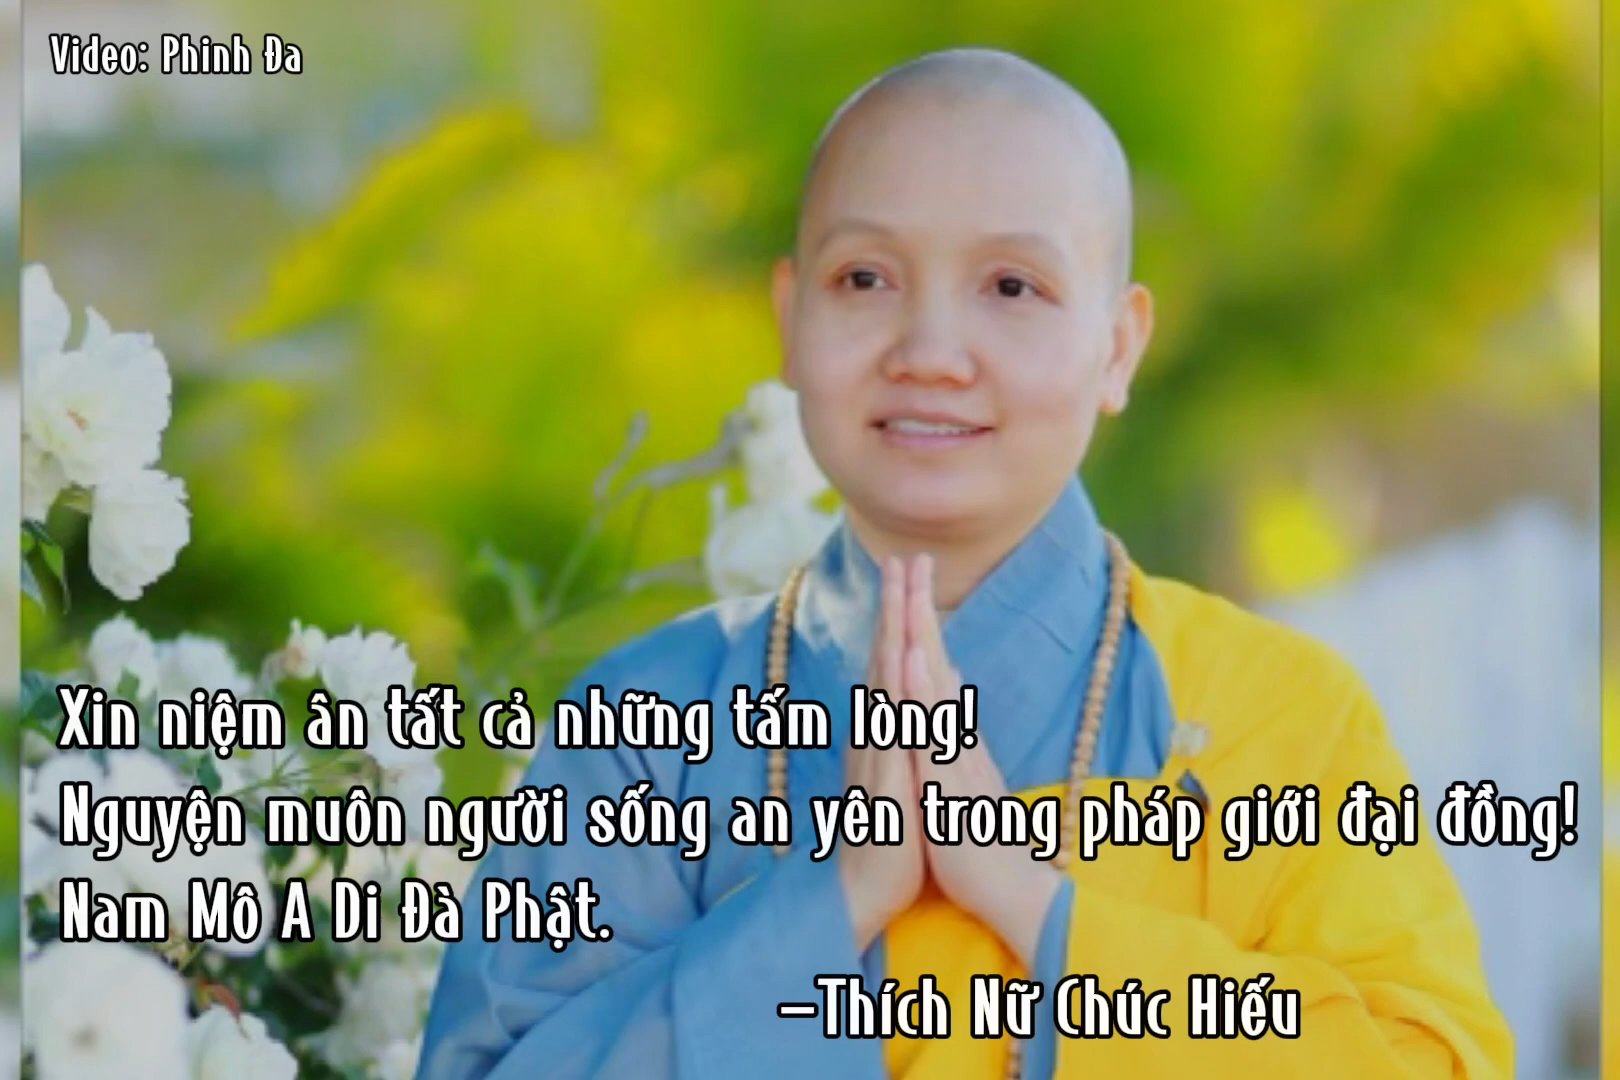 Video: Phinh Đa
Xin niệm ân tất cả những tấm lòng!
Nguyện muôn người sống an yên trong pháp giới đại đồng!
Nam Mô A Di Đà Phật.
–Thích Nữ Chúc Hiếu